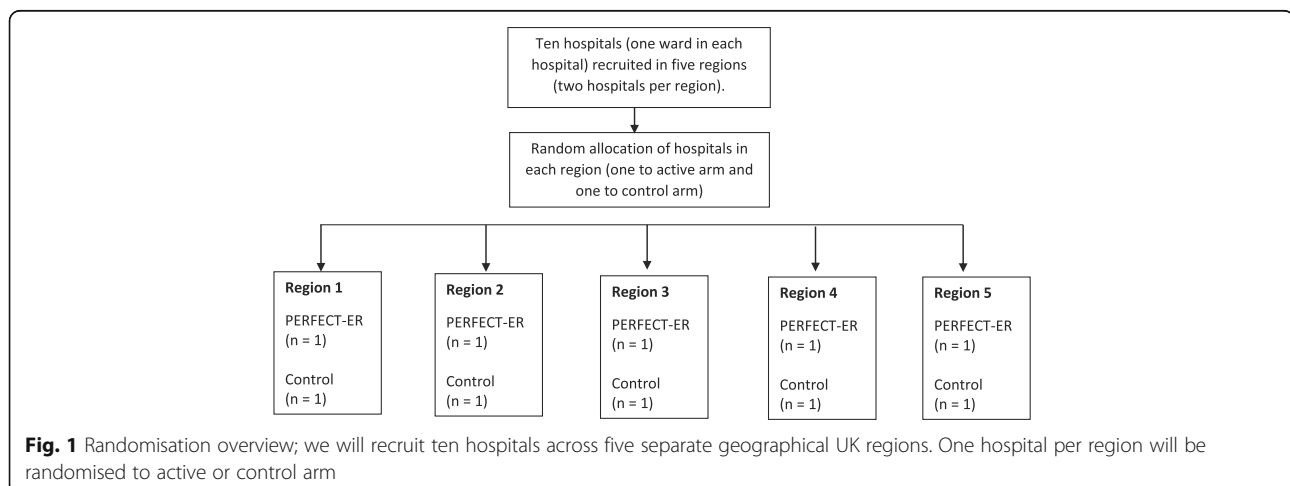 Ten hospitals (one ward in each
hospital) recruited in five regions
(two hospitals per region).
Random allocation of hospitals in
each region (one to active arm and
one to control arm)
Region 1
PERFECT-ER
(n = 1)
Control
(n = 1)
Region 2
PERFECT-ER
(n = 1)
Control
(n = 1)
Region 3
PERFECT-ER
(n = 1)
Control
(n = 1)
Region 4
PERFECT-ER
(n = 1)
Control
(n = 1)
Region 5
PERFECT-ER
(n = 1)
Control
(n = 1)
Fig. 1 Randomisation overview; we will recruit ten hospitals across five separate geographical UK regions. One hospital per region will be
randomised to active or control arm